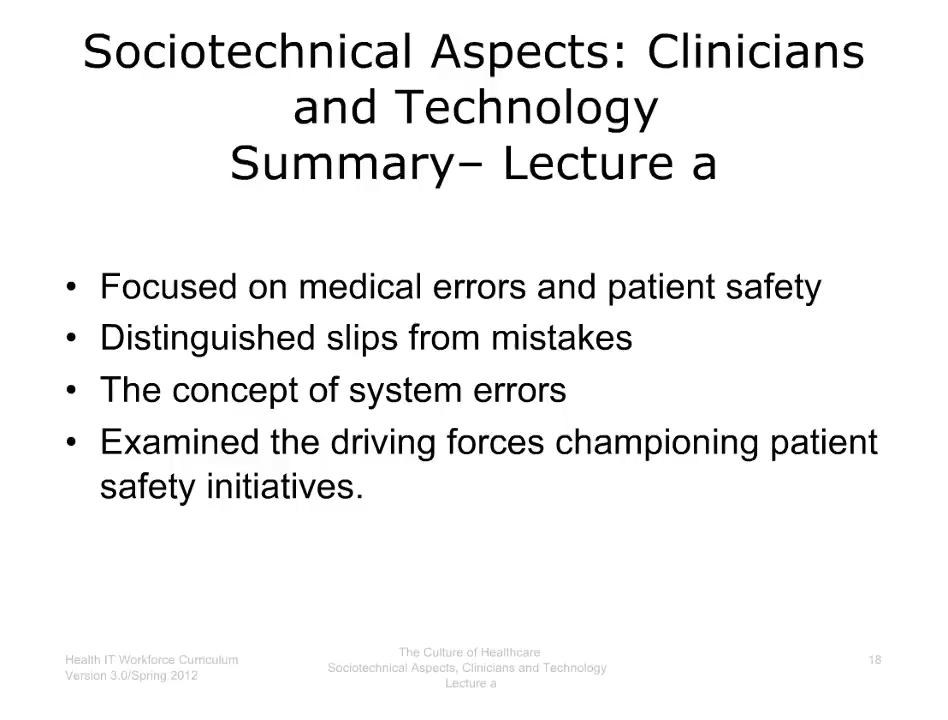 Sociotechnical Aspects: Clinicians
and Technology
Summary– Lecture a
• Focused on medical errors and patient safety
• Distinguished slips from mistakes
• The concept of system errors
• Examined the driving forces championing patient
safety initiatives.
Health IT Workforce Curriculum
Version 3.0/Spring 2012
The Culture of Healthcare
Sociotechnical Aspects, Clinicians and Technology
Lecture a
18